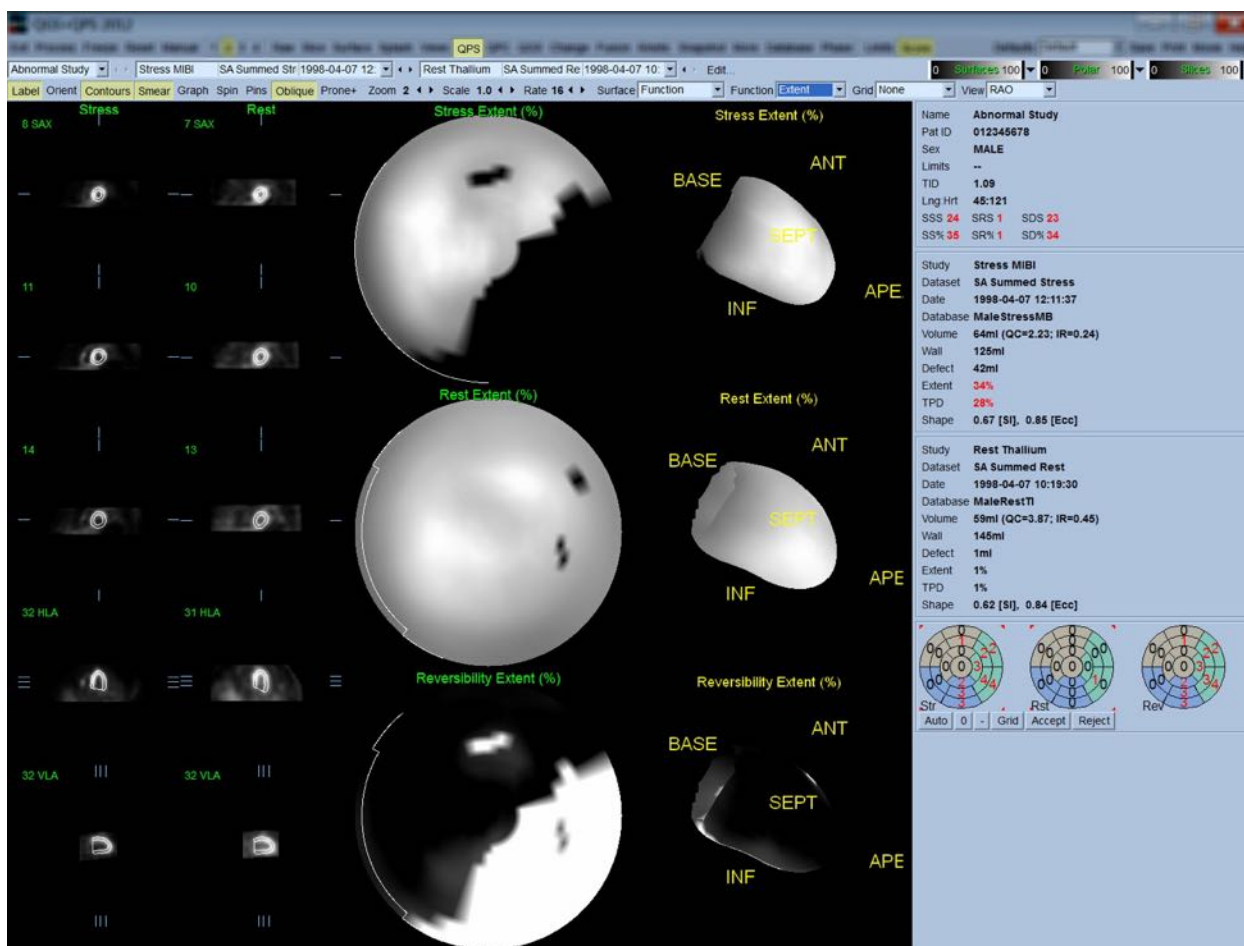 QGS+QPS 2012
QPS
Abnormal Study Stress MIBI SA Summed Str 1998-04-07 12: Rest Thallium SA Summed Re 1998-04-07 10: Edit... 0 Surfaces 100 0 Polar 100 0 Slices 100
Label Orient Contours Smear Graph Spin Pins Oblique Prone+ Zoom 2 Scale 1.0 Rate 16 Surface Function Function Extent Grid None View RAO
Stress Rest
8 SAX 7 SAX
11 10
14 13
32 HLA 31 HLA
32 VLA 32 VLA
Stress Extent (%)
Rest Extent (%)
Reversibility Extent (%)
Stress Extent (%)
ANT
BASE
SEPT
APE
INF
Rest Extent (%)
ANT
BASE
SEPT
APE
INF
Reversibility Extent (%)
ANT
BASE
SEPT
APE
INF
Name Abnormal Study
Pat ID 012345678
Sex MALE
Limits --
TID 1.09
Lng Hrt 45:121
SSS 24 SRS 1 SDS 23
SS% 35 SR% 1 SD% 34
Study Stress MIBI
Dataset SA Summed Stress
Date 1998-04-07 12:11:37
Database MaleStressMB
Volume 64ml (QC=2.23; IR=0.24)
Wall 125ml
Defect 42ml
Extent 34%
TPD 28%
Shape 0.67 [SI], 0.85 [Ecc]
Study Rest Thallium
Dataset SA Summed Rest
Date 1998-04-07 10:19:30
Database MaleRestTl
Volume 59ml (QC=3.87; IR=0.45)
Wall 145ml
Defect 1ml
Extent 1%
TPD 1%
Shape 0.62 [SI], 0.84 [Ecc]
Str Rst Rev
Auto 0 - Grid Accept Reject